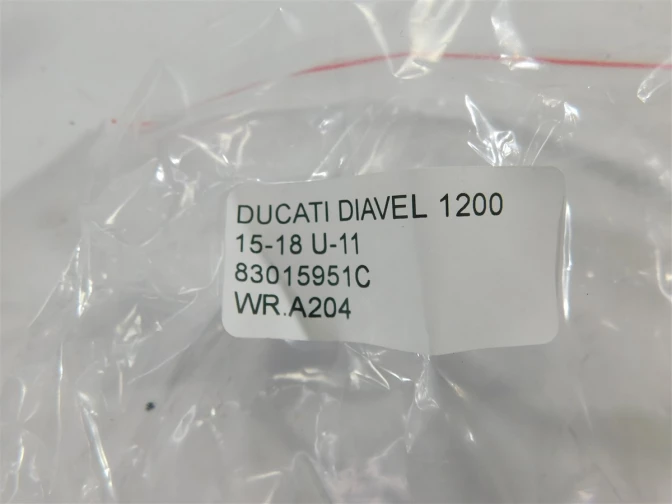 DUCATI DIAVEL 1200
15-18 U-11
83015951C
WR.A204